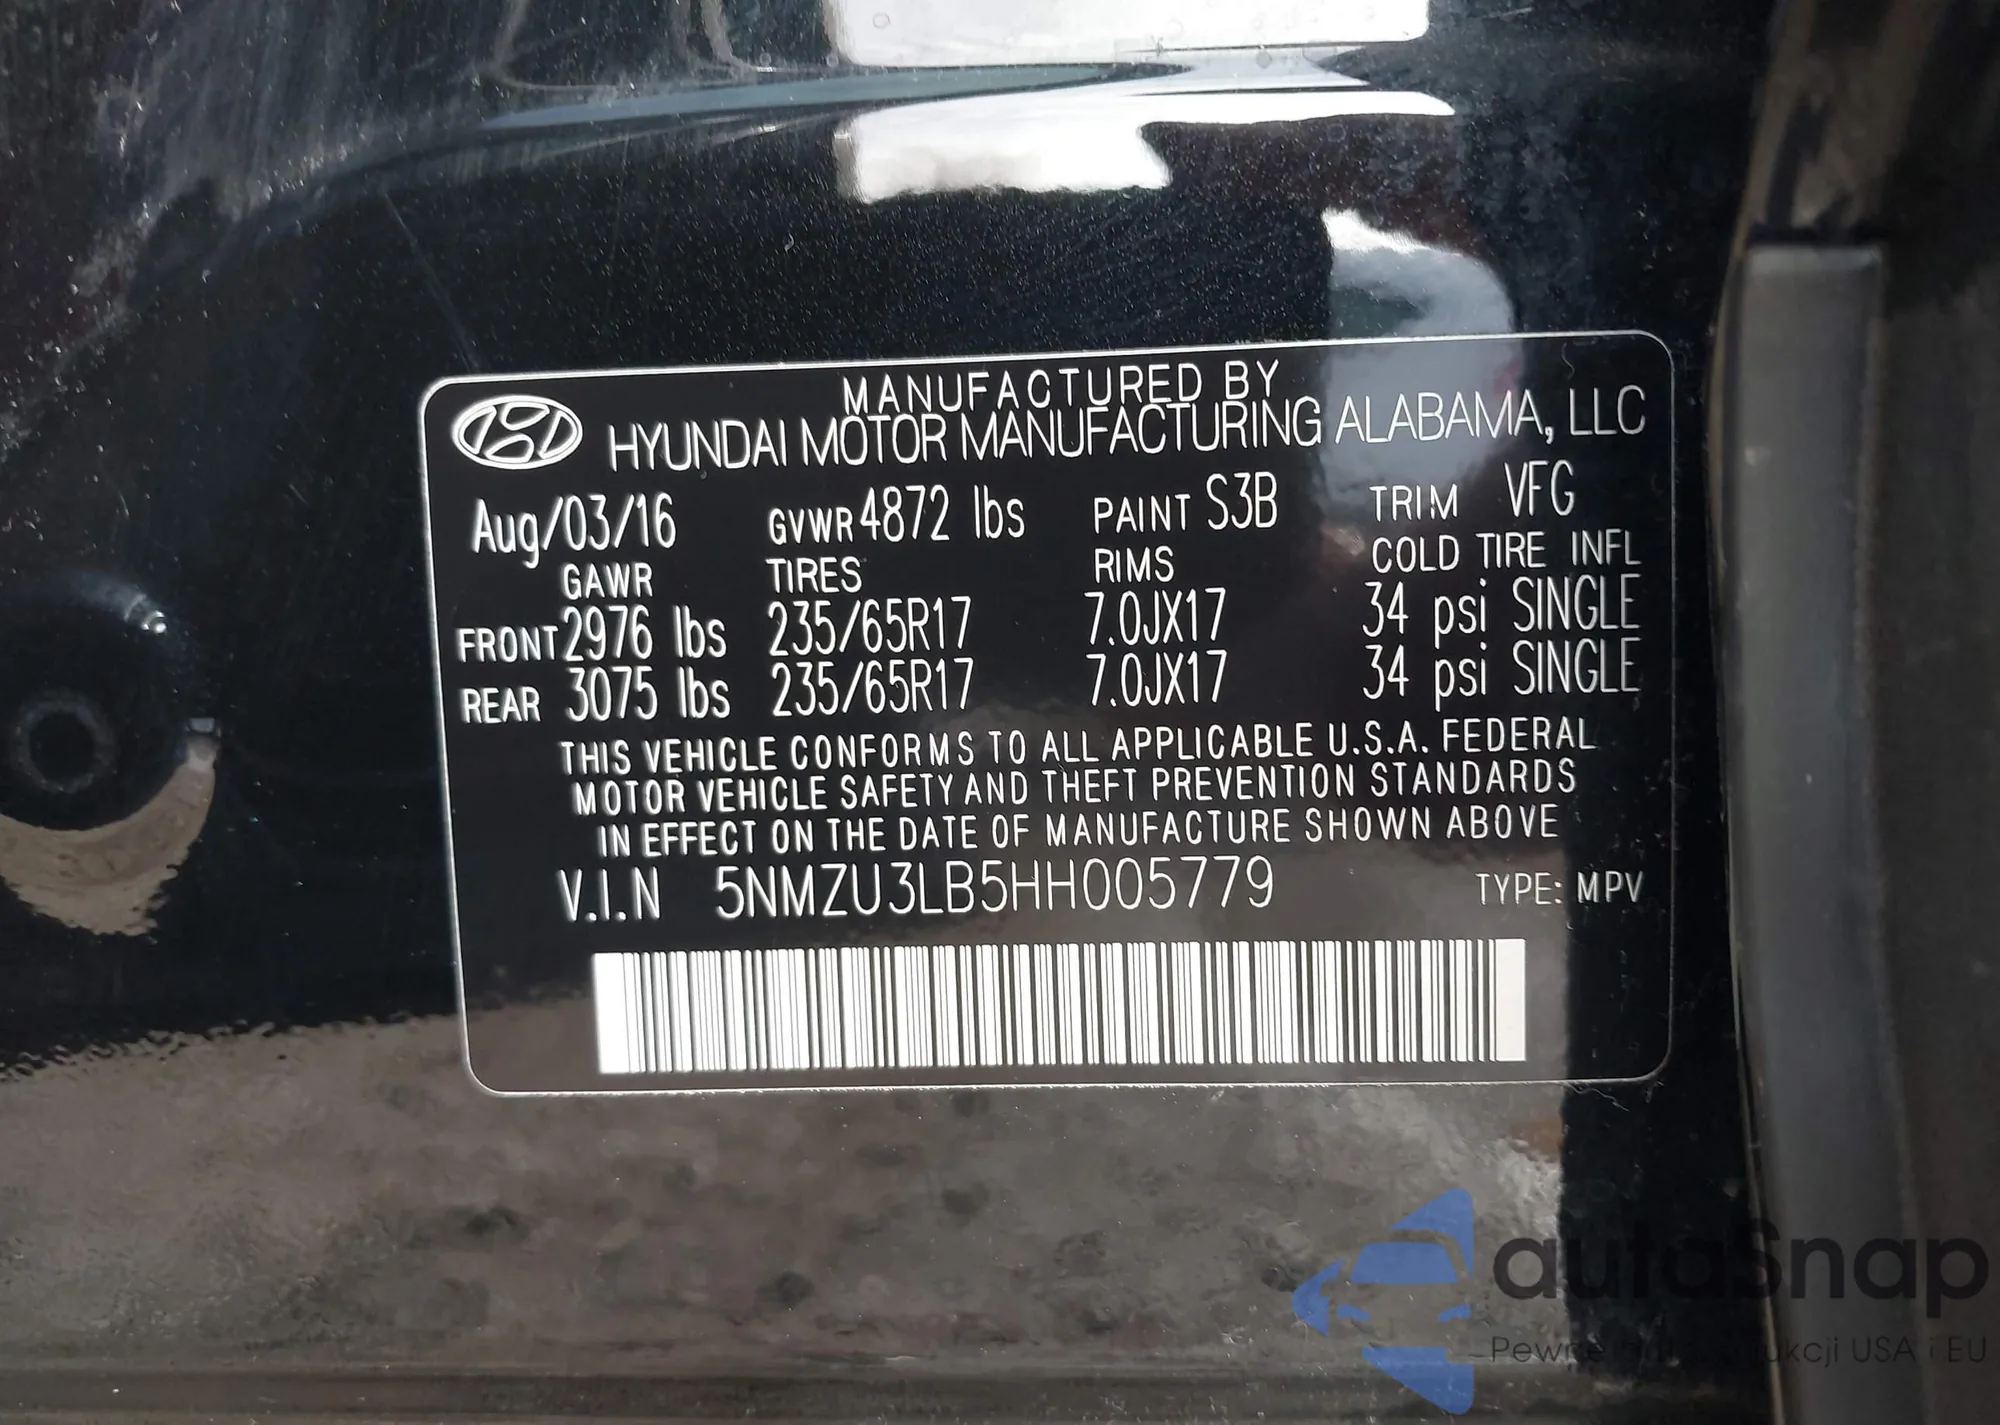 MANUFACTURED BY
HYUNDAI MOTOR MANUFACTURING ALABAMA, LLC
Aug/03/16 GVWR 4872 lbs PAINT S3B TRIM VFG
GAWR TIRES RIMS COLD TIRE INFL
FRONT 2976 lbs 235/65R17 7.0JX17 34 psi SINGLE
REAR 3075 lbs 235/65R17 7.0JX17 34 psi SINGLE
THIS VEHICLE CONFORMS TO ALL APPLICABLE U.S.A. FEDERAL
MOTOR VEHICLE SAFETY AND THEFT PREVENTION STANDARDS
IN EFFECT ON THE DATE OF MANUFACTURE SHOWN ABOVE
V.I.N 5NMZU3LB5HH005779 TYPE: MPV
autaSnap
USA i EU